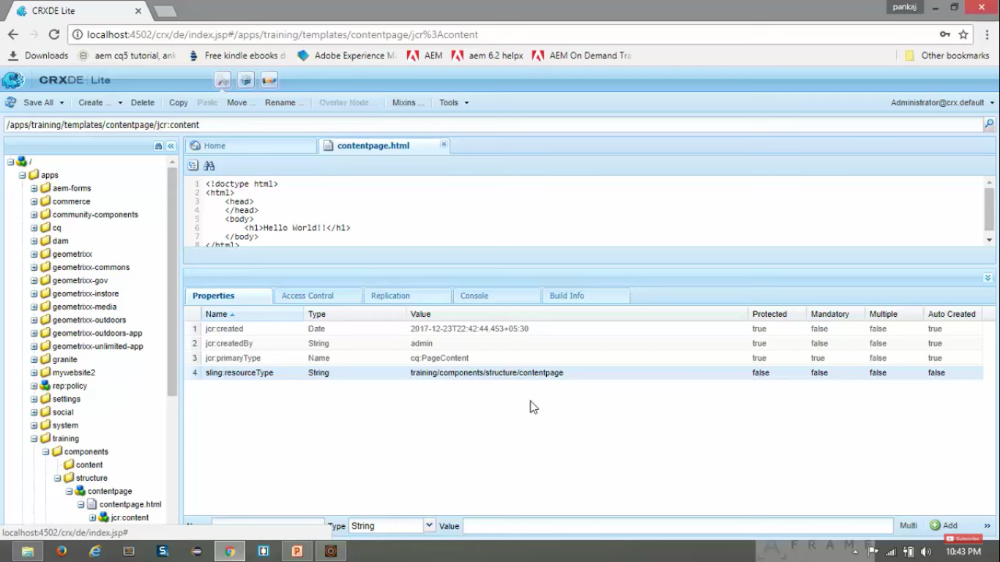 CRXDE Lite
pankaj
localhost:4502/crx/de/index.jsp#/apps/training/templates/contentpage/jcr%3Acontent
Downloads aem cq5 tutorial, ank Free kindle ebooks d Adobe Experience M AEM aem 6.2 helpx AEM On Demand Tra Other bookmarks
CRXDE Lite
Save All Create ... Delete Copy Paste Move ... Rename ... Overlay Node ... Mixins ... Tools Administrator@crx.default
/apps/training/templates/contentpage/jcr:content
Home contentpage.html
/
apps
aem-forms
commerce
community-components
cq
dam
geometrixx
geometrixx-commons
geometrixx-gov
geometrixx-instore
geometrixx-media
geometrixx-outdoors
geometrixx-outdoors-app
geometrixx-unlimited-app
granite
mywebsite2
rep:policy
settings
social
system
training
components
content
structure
contentpage
contentpage.html
jcr:content
1 <!doctype html>
2 <html>
3 <head>
4 </head>
5 <body>
6 <h1>Hello World!!</h1>
7 </body>
8 </html>
Properties Access Control Replication Console Build Info
Name Type Value Protected Mandatory Multiple Auto Created
1 jcr:created Date 2017-12-23T22:42:44.453+05:30 true false false true
2 jcr:createdBy String admin true false false true
3 jcr:primaryType Name cq:PageContent true true false true
4 sling:resourceType String training/components/structure/contentpage false false false false
Type String Value Multi Add »
localhost:4502/crx/de/index.jsp#
Subscribe
A FRAME
10:43 PM